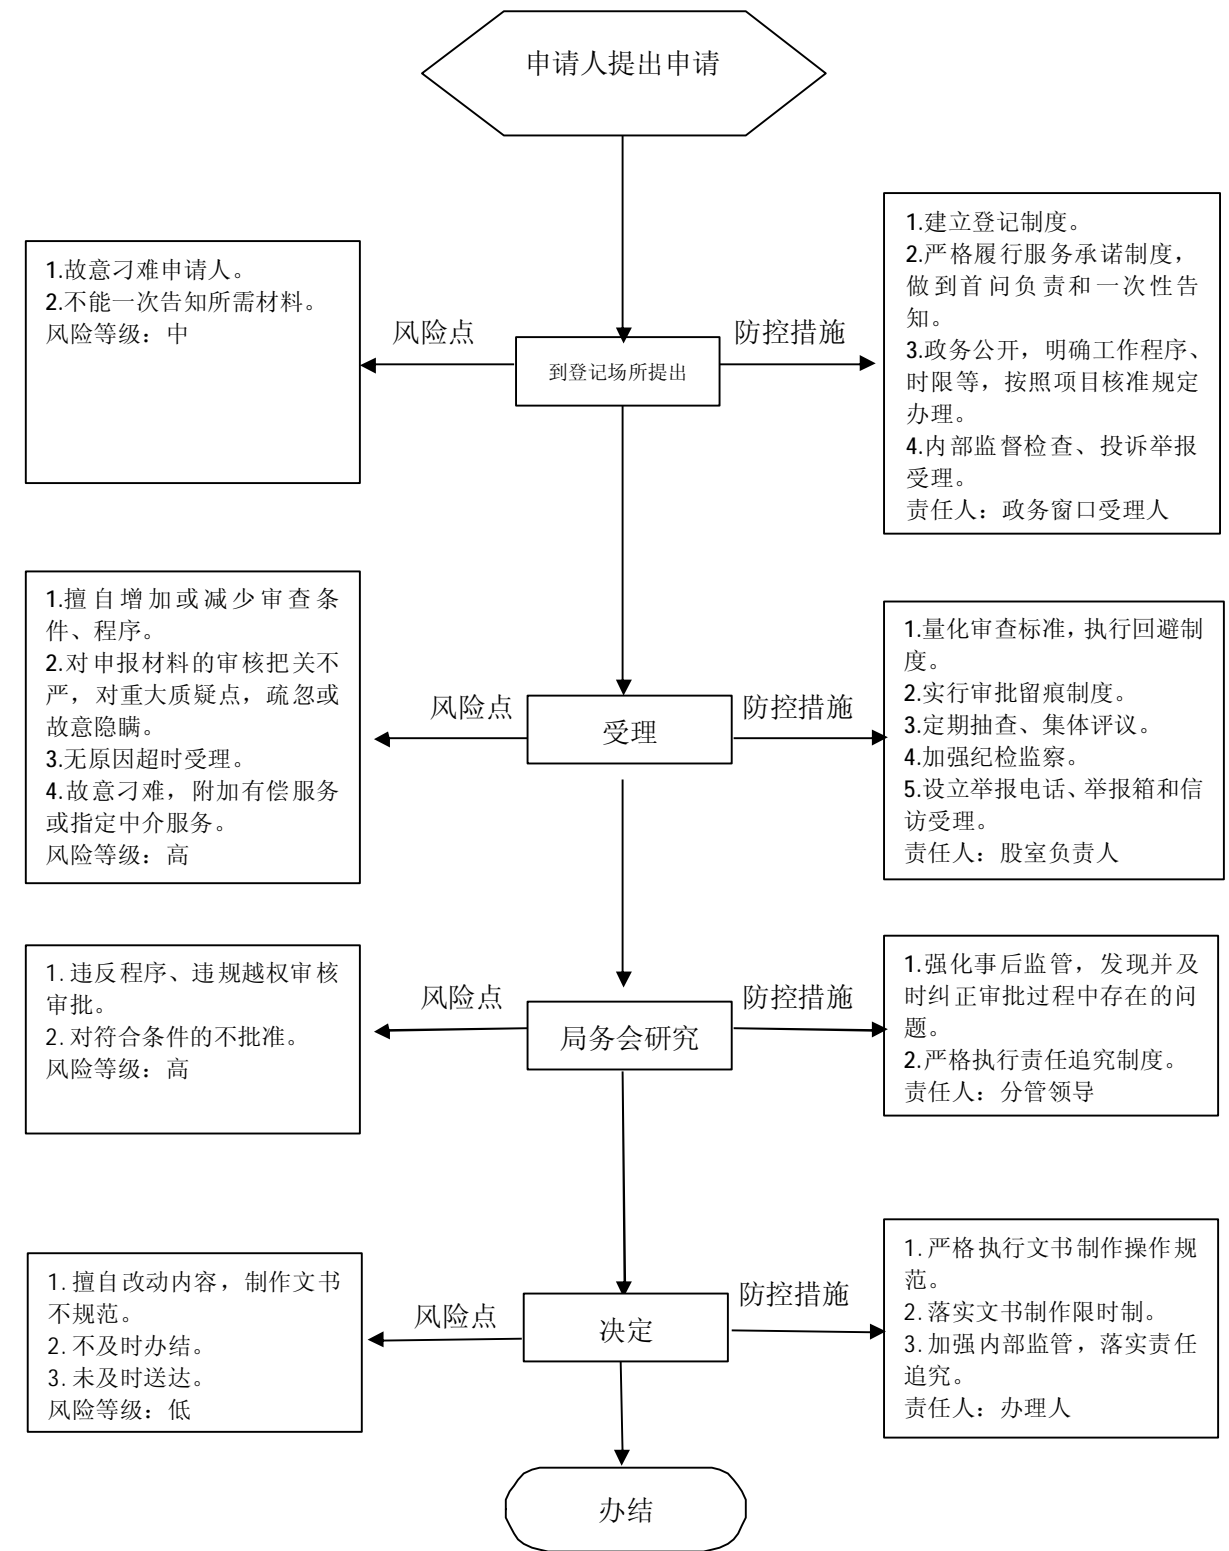 申请人提出申请
1.故意刁难申请人。
2.不能一次告知所需材料。
风险等级：中
风险点
到登记场所提出
防控措施
1.建立登记制度。
2.严格履行服务承诺制度，
做到首问负责和一次性告
知。
3.政务公开，明确工作程序、
时限等，按照项目核准规定
办理。
4.内部监督检查、投诉举报
受理。
责任人：政务窗口受理人
1.擅自增加或减少审查条
件、程序。
2.对申报材料的审核把关不
严，对重大质疑点，疏忽或
故意隐瞒。
3.无原因超时受理。
4.故意刁难，附加有偿服务
或指定中介服务。
风险等级：高
风险点
受理
防控措施
1.量化审查标准，执行回避制
度。
2.实行审批留痕制度。
3.定期抽查、集体评议。
4.加强纪检监察。
5.设立举报电话、举报箱和信
访受理。
责任人：股室负责人
1.违反程序、违规越权审核
审批。
2.对符合条件的不批准。
风险等级：高
风险点
局务会研究
防控措施
1.强化事后监管，发现并及
时纠正审批过程中存在的问
题。
2.严格执行责任追究制度。
责任人：分管领导
1.擅自改动内容，制作文书
不规范。
2.不及时办结。
3.未及时送达。
风险等级：低
风险点
决定
防控措施
1.严格执行文书制作操作规
范。
2.落实文书制作限时制。
3.加强内部监管，落实责任
追究。
责任人：办理人
办结